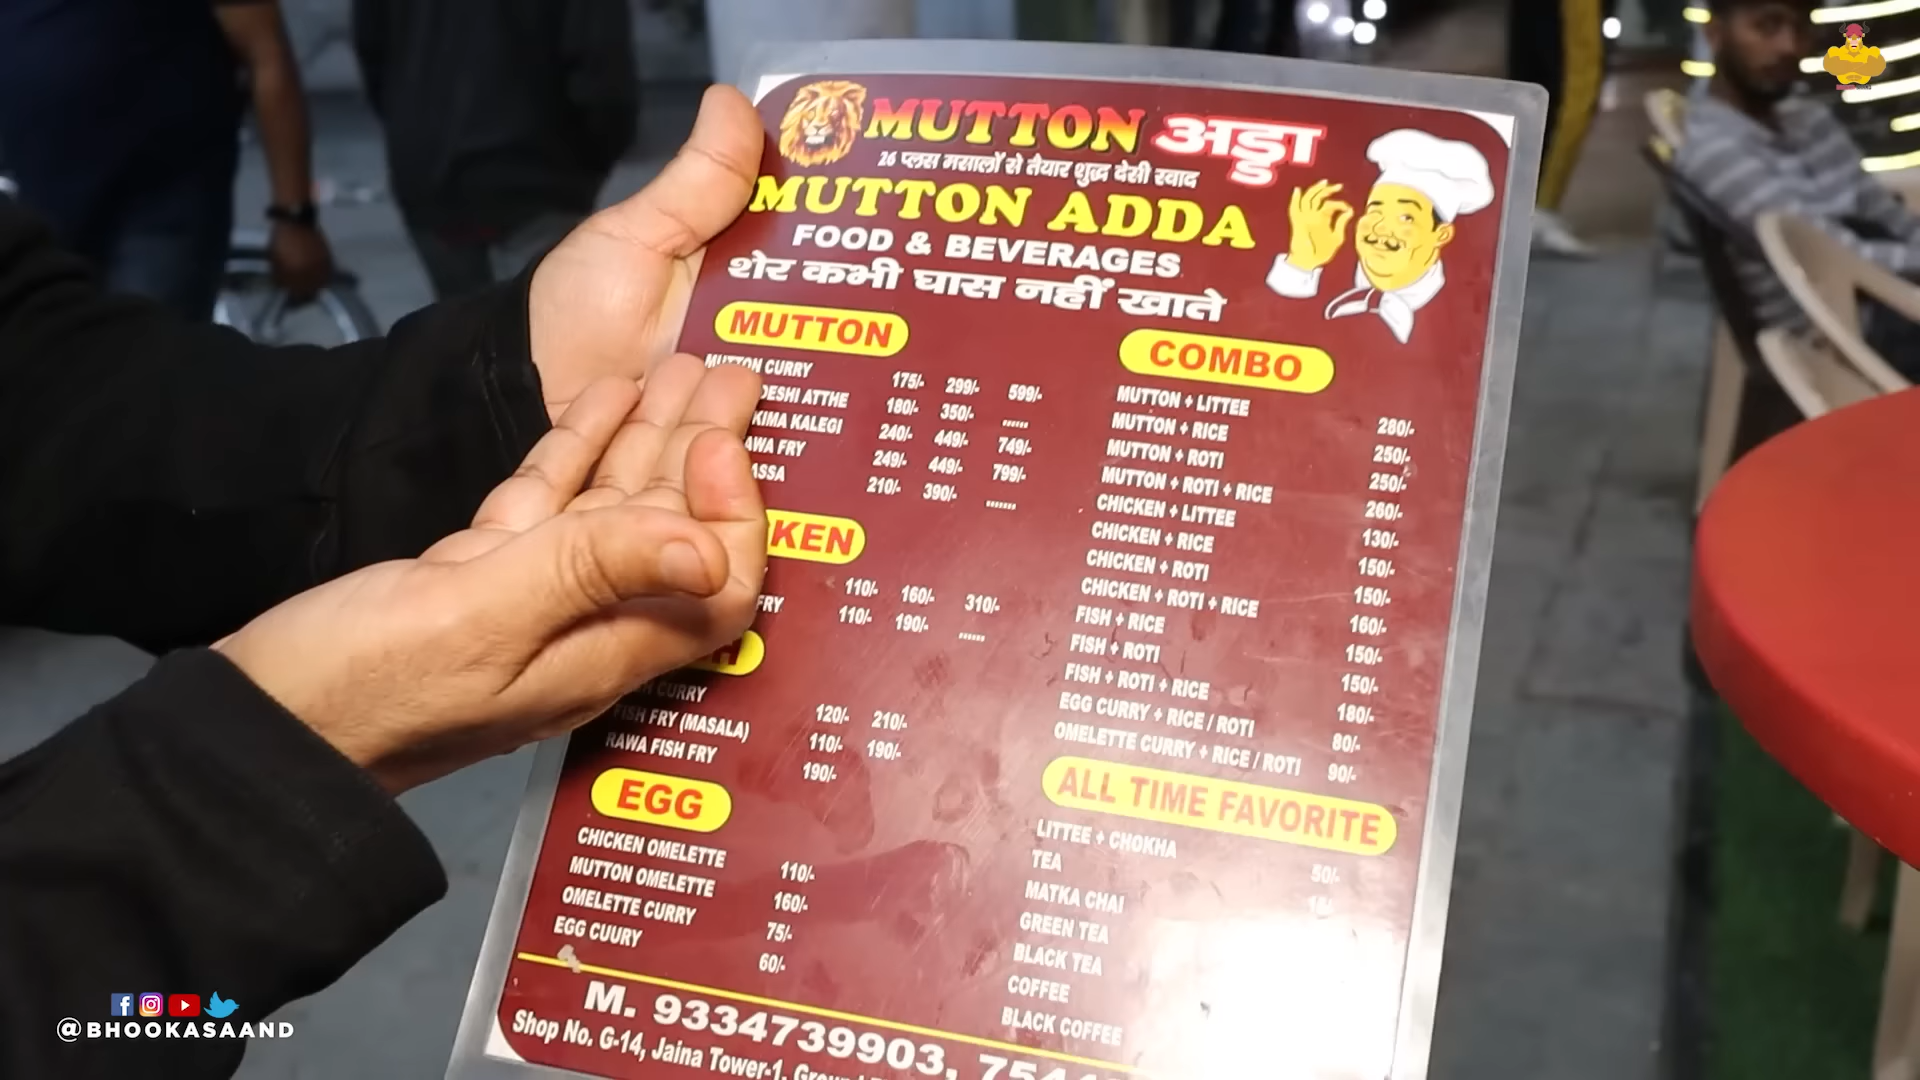 MUTTON अड्डा
26 प्लस मसालों से तैयार शुद्ध देसी स्वाद
MUTTON ADDA
FOOD & BEVERAGES
शेर कभी घास नहीं खाते
MUTTON
MUTTON CURRY 175/- 299/- 599/-
DESHI ATTHE 180/- 350/- ......
KIMA KALEGI 240/- 449/- 749/-
FRY 249/- 449/- 799/-
210/- 390/- .......
110/- 160/- 310/-
FRY 110/- 190/- ......
CURRY 120/- 210/-
FISH FRY (MASALA) 110/- 190/-
RAWA FISH FRY 190/-
EGG
CHICKEN OMELETTE 110/-
MUTTON OMELETTE 160/-
OMELETTE CURRY 75/-
EGG CUURY 60/-
COMBO
MUTTON + LITTEE 280/-
MUTTON + RICE 250/-
MUTTON + ROTI 250/-
MUTTON + ROTI + RICE 260/-
CHICKEN + LITTEE 130/-
CHICKEN + RICE 150/-
CHICKEN + ROTI 150/-
CHICKEN + ROTI + RICE 160/-
FISH + RICE 150/-
FISH + ROTI 150/-
FISH + ROTI + RICE 180/-
EGG CURRY + RICE / ROTI 80/-
OMELETTE CURRY + RICE / ROTI 90/-
ALL TIME FAVORITE
LITTEE + CHOKHA 50/-
TEA
MATKA CHAI
GREEN TEA
BLACK TEA
COFFEE
BLACK COFFEE
M. 9334739903,
Shop No. G-14, Jaina Tower-1,
@BHOOKASAAND